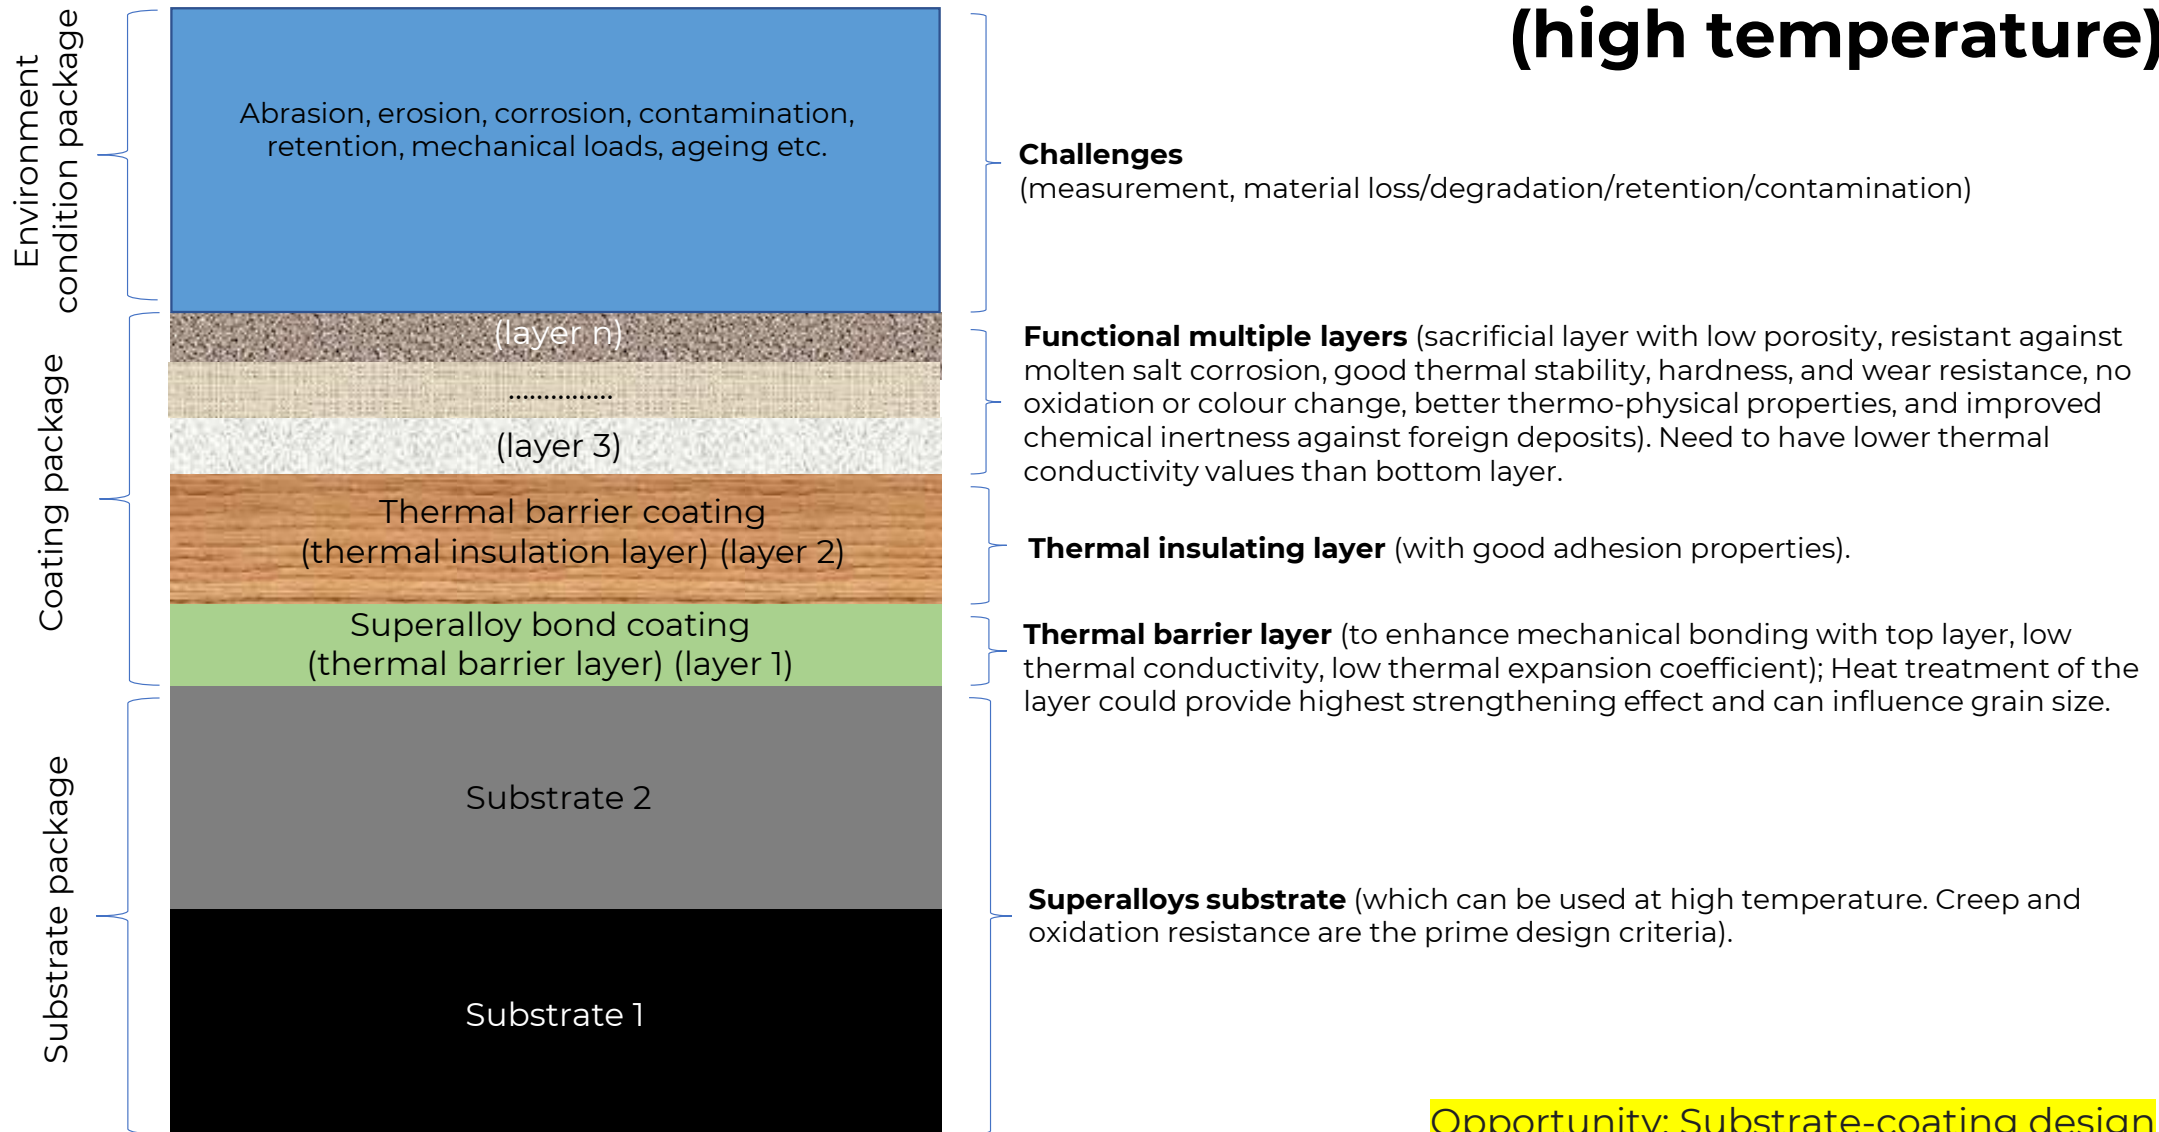 (high temperature)
Environment
condition package
Abrasion, erosion, corrosion, contamination,
retention, mechanical loads, ageing etc.
Challenges
(measurement, material loss/degradation/retention/contamination)
Coating package
(layer n)
...............
(layer 3)
Functional multiple layers (sacrificial layer with low porosity, resistant against
molten salt corrosion, good thermal stability, hardness, and wear resistance, no
oxidation or colour change, better thermo-physical properties, and improved
chemical inertness against foreign deposits). Need to have lower thermal
conductivity values than bottom layer.
Thermal barrier coating
(thermal insulation layer) (layer 2)
Thermal insulating layer (with good adhesion properties).
Superalloy bond coating
(thermal barrier layer) (layer 1)
Thermal barrier layer (to enhance mechanical bonding with top layer, low
thermal conductivity, low thermal expansion coefficient); Heat treatment of the
layer could provide highest strengthening effect and can influence grain size.
Substrate package
Substrate 2
Substrate 1
Superalloys substrate (which can be used at high temperature. Creep and
oxidation resistance are the prime design criteria).
Opportunity: Substrate-coating design